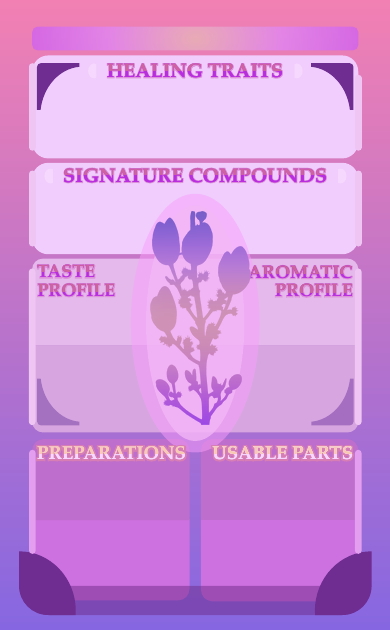 HEALING TRAITS
SIGNATURE COMPOUNDS
TASTE
PROFILE
AROMATIC
PROFILE
PREPARATIONS
USABLE PARTS